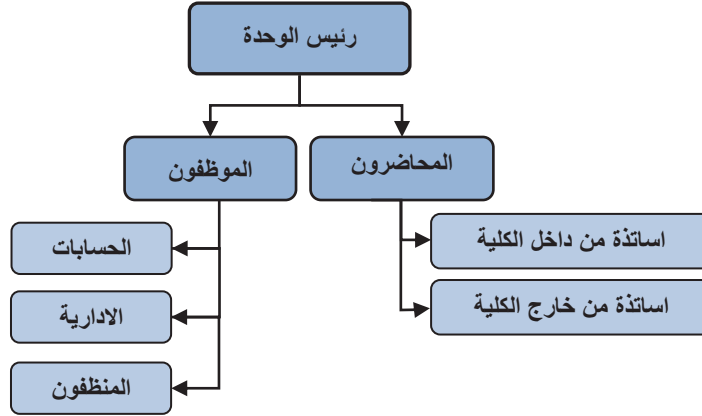 رئيس الوحدة
المحاضرون
الموظفون
اساتذة من داخل الكلية
اساتذة من خارج الكلية
الحسابات
الادارية
المنظفون